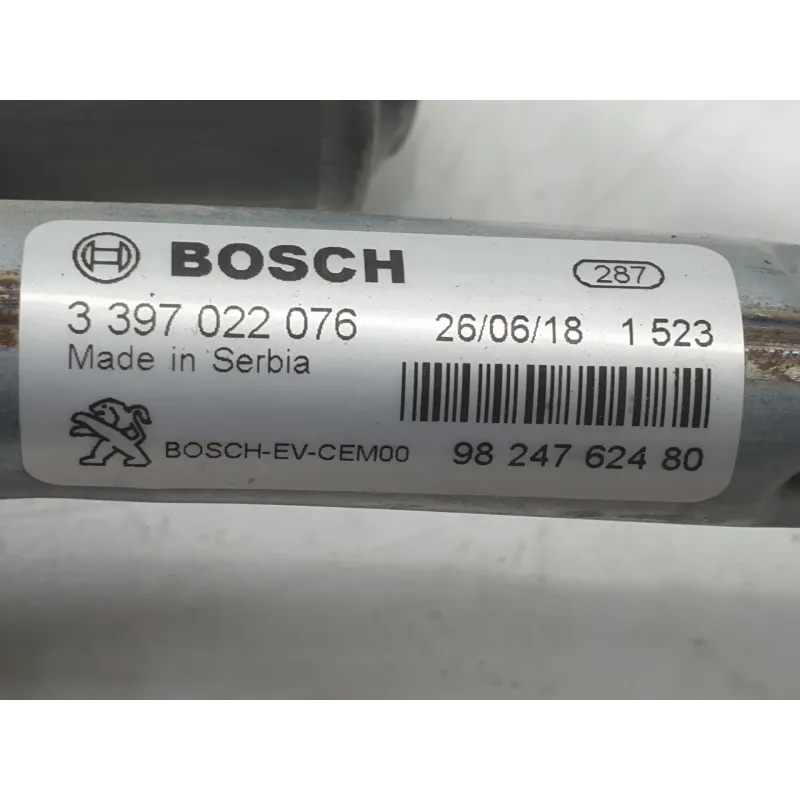 BOSCH 287
3 397 022 076 26/06/18 1 523
Made in Serbia
BOSCH-EV-CEM00 98 247 624 80